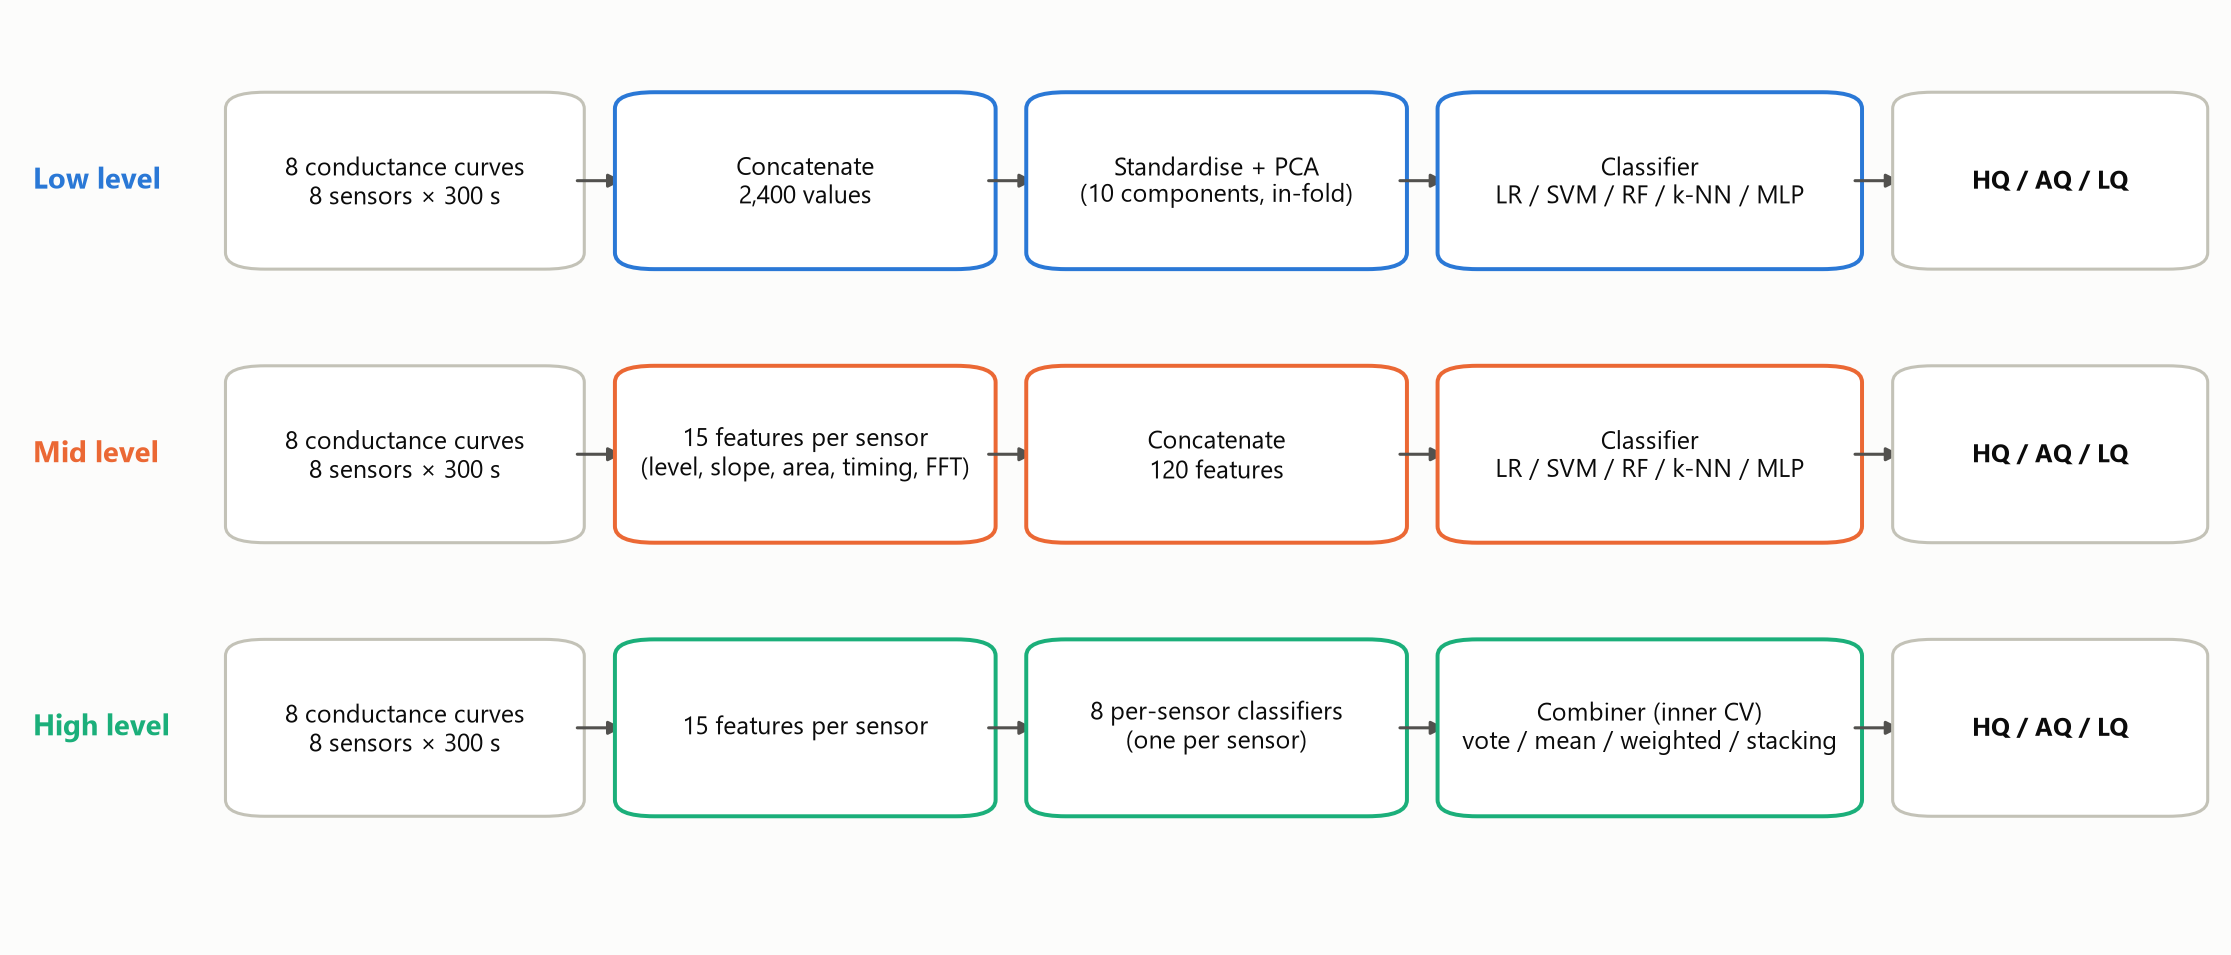 Low level
8 conductance curves
8 sensors × 300 s
Concatenate
2,400 values
Standardise + PCA
(10 components, in-fold)
Classifier
LR / SVM / RF / k-NN / MLP
HQ / AQ / LQ
Mid level
8 conductance curves
8 sensors × 300 s
15 features per sensor
(level, slope, area, timing, FFT)
Concatenate
120 features
Classifier
LR / SVM / RF / k-NN / MLP
HQ / AQ / LQ
High level
8 conductance curves
8 sensors × 300 s
15 features per sensor
8 per-sensor classifiers
(one per sensor)
Combiner (inner CV)
vote / mean / weighted / stacking
HQ / AQ / LQ